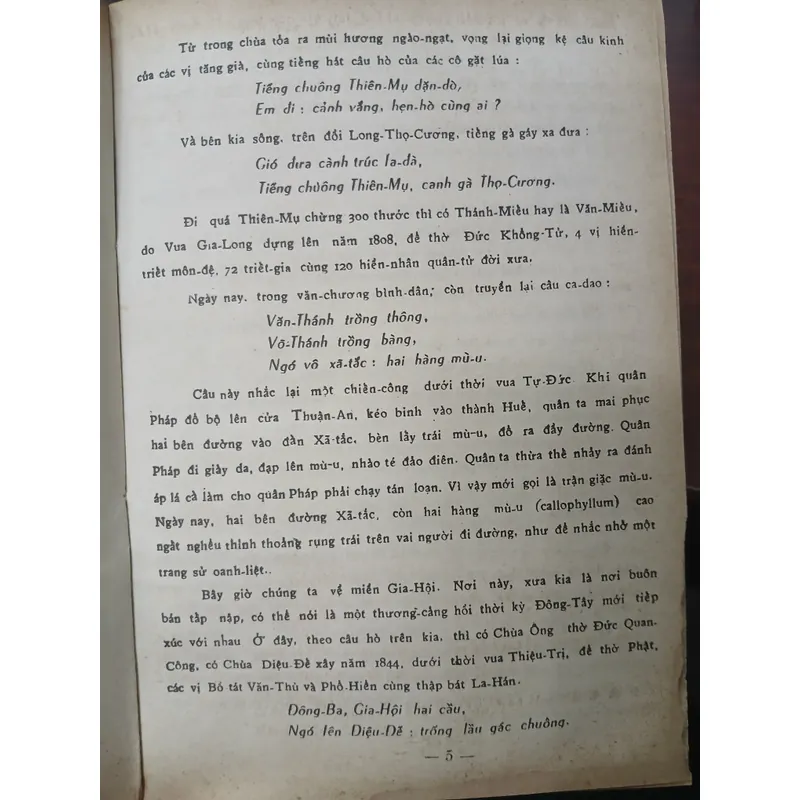 Từ trong chùa tỏa ra mùi hương ngào-ngạt, vọng lại giọng kệ câu kinh
của các vị tăng già, cùng tiếng hát câu hò của các cô gặt lúa :
Tiếng chuông Thiên-Mụ dặn-dò,
Em đi : cảnh vắng, hẹn-hò cùng ai ?
Và bên kia sông, trên đồi Long-Thọ-Cương, tiếng gà gáy xa đưa :
Gió đưa cành trúc la-đà,
Tiếng chuông Thiên-Mụ, canh gà Thọ-Cương.
Đi quá Thiên-Mụ chừng 300 thước thì có Thánh-Miếu hay là Văn-Miếu,
do Vua Gia-Long dựng lên năm 1808, để thờ Đức Khổng-Tử, 4 vị hiền-
triết môn-đệ, 72 triết-gia cùng 120 hiền-nhân quân-tử đời xưa.
Ngày nay, trong văn-chương bình-dân, còn truyền lại câu ca-dao :
Văn-Thánh trồng thông,
Võ-Thánh trồng bàng,
Ngó vô xã-tắc : hai hàng mù-u.
Câu này nhắc lại một chiến-công dưới thời vua Tự-Đức. Khi quân
Pháp đổ bộ lên cửa Thuận-An, kéo binh vào thành Huế, quân ta mai phục
hai bên đường vào đàn Xã-tắc, bèn lấy trái mù-u, đổ ra đầy đường. Quân
Pháp đi giày da, đạp lên mù-u, nhào té đảo điên. Quân ta thừa thế nhảy ra đánh
áp lá cà làm cho quân Pháp phải chạy tán loạn. Vì vậy mới gọi là trận giặc mù-u.
Ngày nay, hai bên đường Xã-tắc, còn hai hàng mù-u (callophyllum) cao
ngất nghểu thỉnh thoảng rụng trái trên vai người đi đường, như để nhắc nhở một
trang sử oanh-liệt..
Bây giờ chúng ta về miền Gia-Hội. Nơi này, xưa kia là nơi buôn
bán tấp nập, có thể nói là một thương-cảng hồi thời kỳ Đông-Tây mới tiếp
xúc với nhau Ở đây, theo câu hò trên kia, thì có Chùa Ông thờ Đức Quan-
Công, có Chùa Diệu-Đế xây năm 1844, dưới thời vua Thiệu-Trị, để thờ Phật,
các vị Bồ tát Văn-Thù và Phổ-Hiền cùng thập bát La-Hán.
Đông-Ba, Gia-Hội hai cầu,
Ngó lên Diệu-Đế : trống lầu gác chuông.
— 5 —